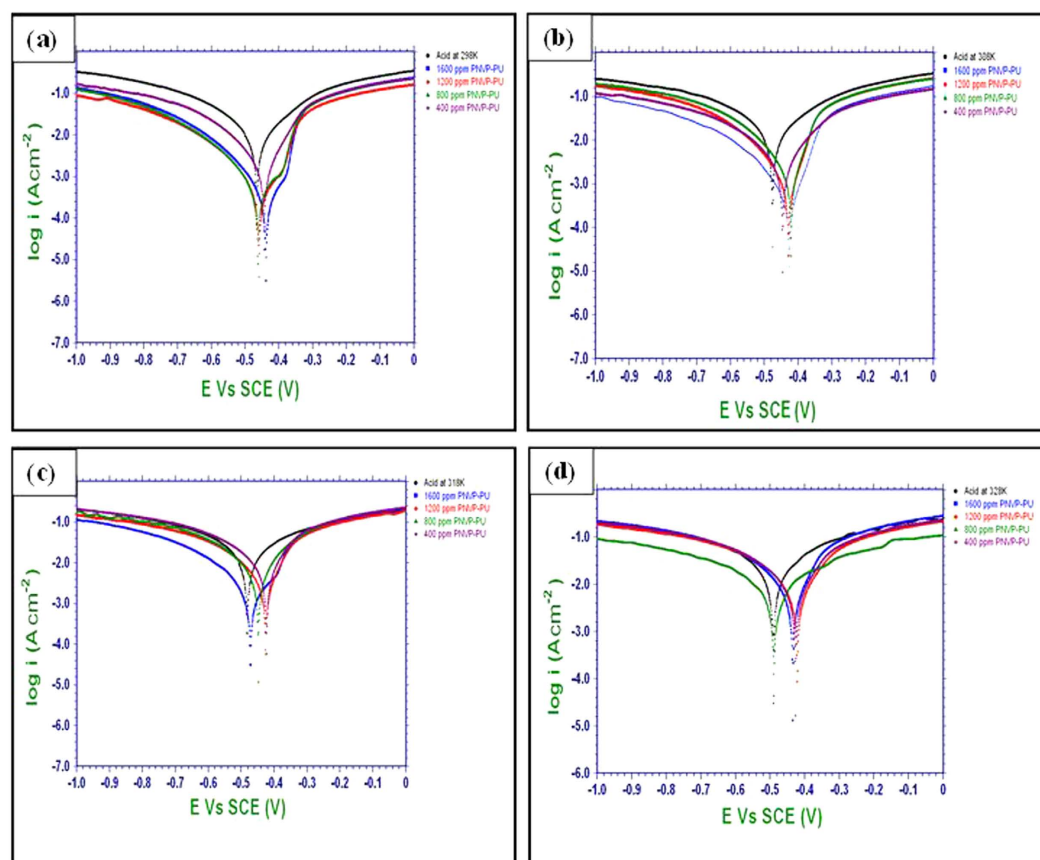 (a)
Acid at 298K
1600 ppm PNVP-PU
1200 ppm PNVP-PU
800 ppm PNVP-PU
400 ppm PNVP-PU
log i (Acm-2)
-1.0
-2.0
-3.0
-4.0
-5.0
-6.0
-7.0
-1.0 -0.9 -0.8 -0.7 -0.6 -0.5 -0.4 -0.3 -0.2 -0.1 0
E Vs SCE (V)
(b)
Acid at 308K
1600 ppm PNVP-PU
1200 ppm PNVP-PU
800 ppm PNVP-PU
400 ppm PNVP-PU
log i (Acm-2)
-1.0
-2.0
-3.0
-4.0
-5.0
-6.0
-7.0
-1.0 -0.9 -0.8 -0.7 -0.6 -0.5 -0.4 -0.3 -0.2 -0.1 0
E Vs SCE (V)
(c)
Acid at 318K
1600 ppm PNVP-PU
1200 ppm PNVP-PU
800 ppm PNVP-PU
400 ppm PNVP-PU
log i (Acm-2)
-1.0
-2.0
-3.0
-4.0
-5.0
-6.0
-7.0
-1.0 -0.9 -0.8 -0.7 -0.6 -0.5 -0.4 -0.3 -0.2 -0.1 0
E Vs SCE (V)
(d)
Acid at 328K
1600 ppm PNVP-PU
1200 ppm PNVP-PU
800 ppm PNVP-PU
400 ppm PNVP-PU
log i (Acm-2)
-1.0
-2.0
-3.0
-4.0
-5.0
-6.0
-1.0 -0.9 -0.8 -0.7 -0.6 -0.5 -0.4 -0.3 -0.2 -0.1 0
E Vs SCE (V)